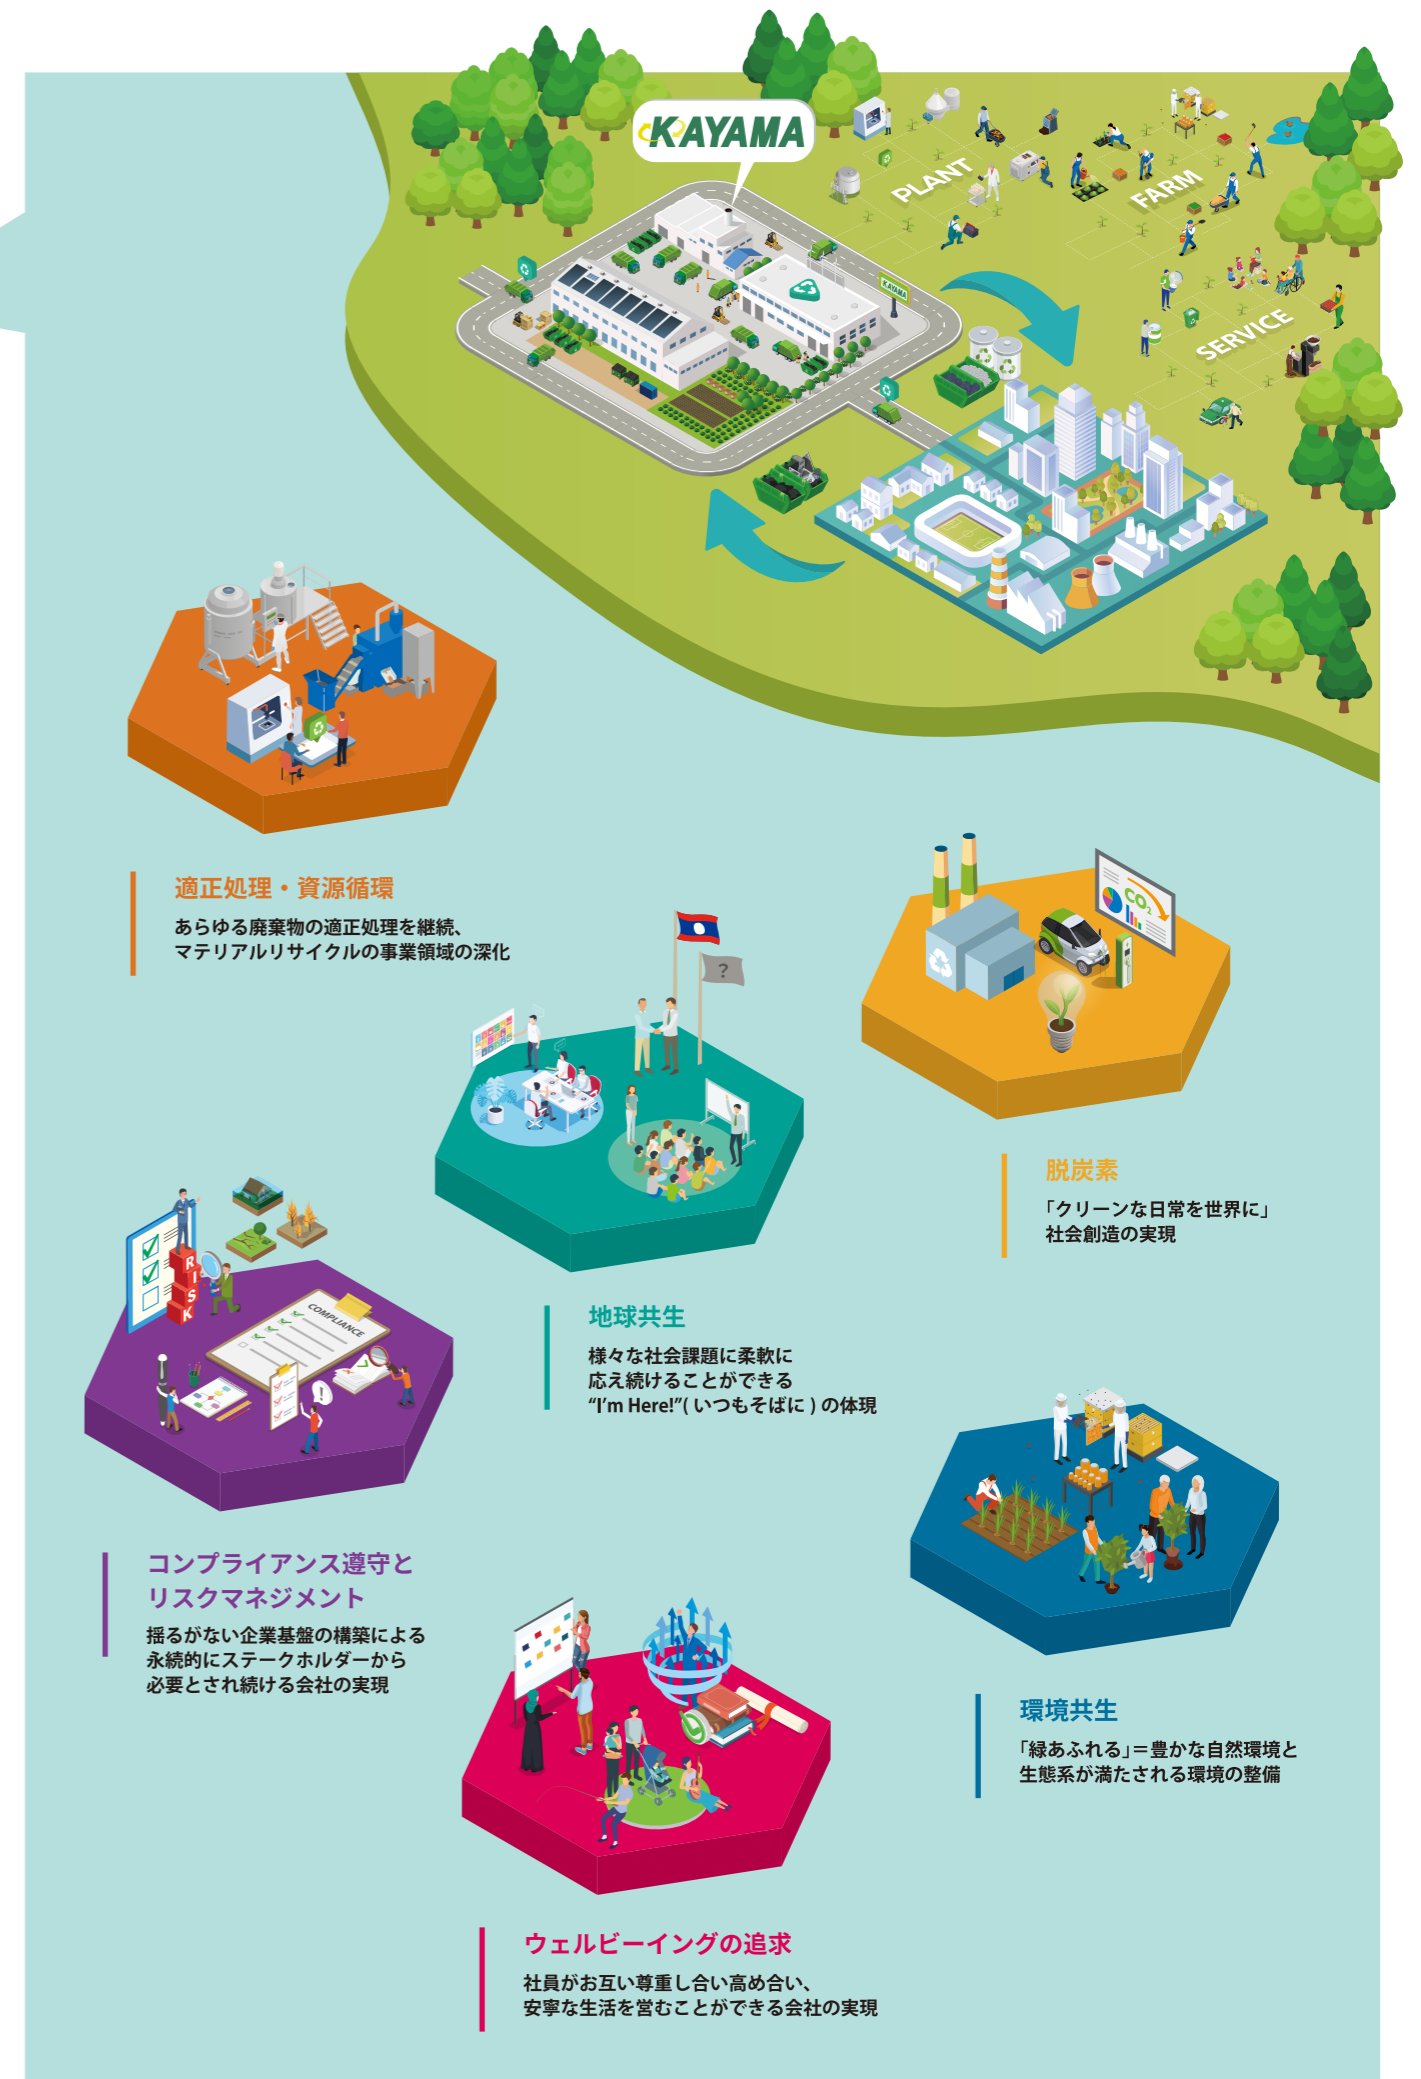 KAYAMA
PLANT
FARM
KAYAMA
SERVICE
適正処理・資源循環
あらゆる廃棄物の適正処理を継続、
マテリアルリサイクルの事業領域の深化
CO2
?
脱炭素
「クリーンな日常を世界に」
社会創造の実現
RISK
COMPLIANCE
!
地球共生
様々な社会課題に柔軟に
応え続けることができる
“I’m Here!”( いつもそばに ) の体現
コンプライアンス遵守と
リスクマネジメント
揺るがない企業基盤の構築による
永続的にステークホルダーから
必要とされ続ける会社の実現
環境共生
「緑あふれる」＝豊かな自然環境と
生態系が満たされる環境の整備
ウェルビーイングの追求
社員がお互い尊重し合い高め合い、
安寧な生活を営むことができる会社の実現